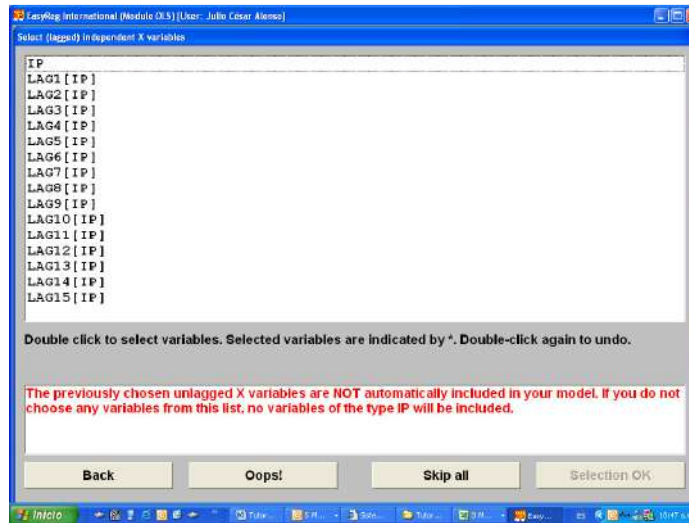 EasyReg International (Module OLS) [User: Julio César Alonso]
Select (lagged) independent X variables
IP
LAG1[IP]
LAG2[IP]
LAG3[IP]
LAG4[IP]
LAG5[IP]
LAG6[IP]
LAG7[IP]
LAG8[IP]
LAG9[IP]
LAG10[IP]
LAG11[IP]
LAG12[IP]
LAG13[IP]
LAG14[IP]
LAG15[IP]
Double click to select variables. Selected variables are indicated by *. Double-click again to undo.
The previously chosen unlagged X variables are NOT automatically included in your model. If you do not
choose any variables from this list, no variables of the type IP will be included.
Back Oops! Skip all Selection OK
Inicio Tutor... Easy... ES